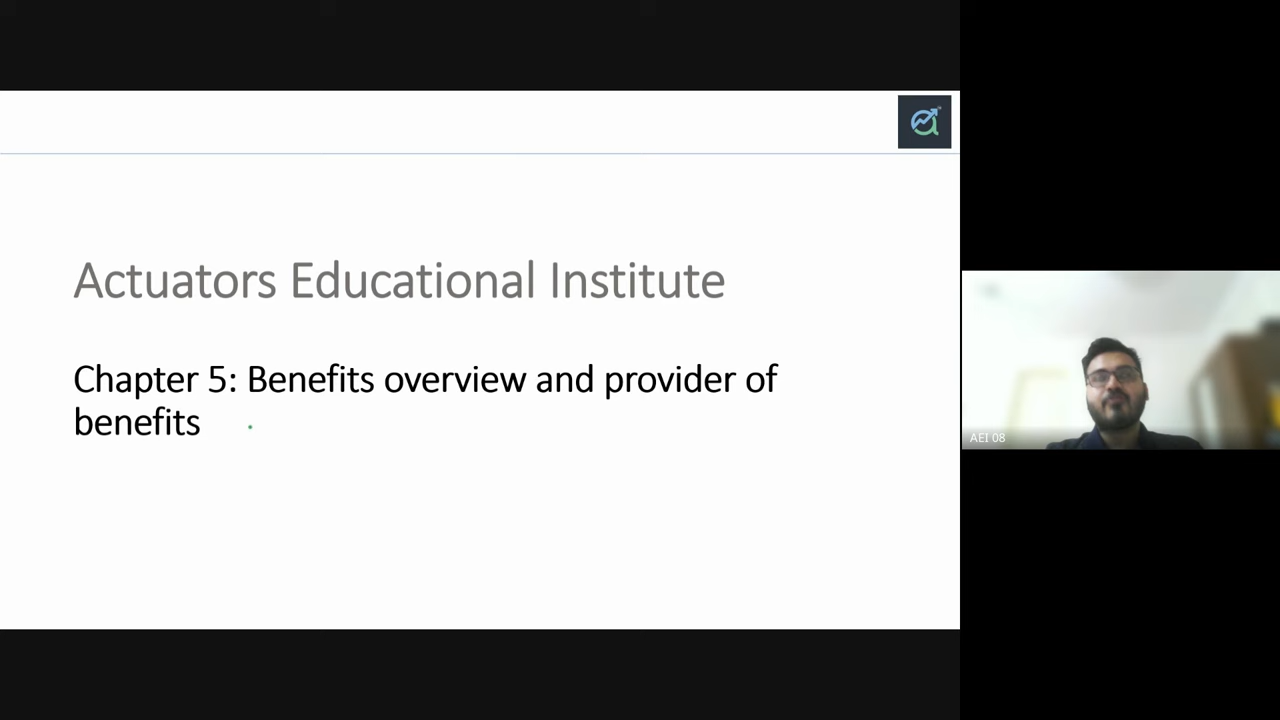 Actuators Educational Institute
Chapter 5: Benefits overview and provider of
benefits
AEI 08